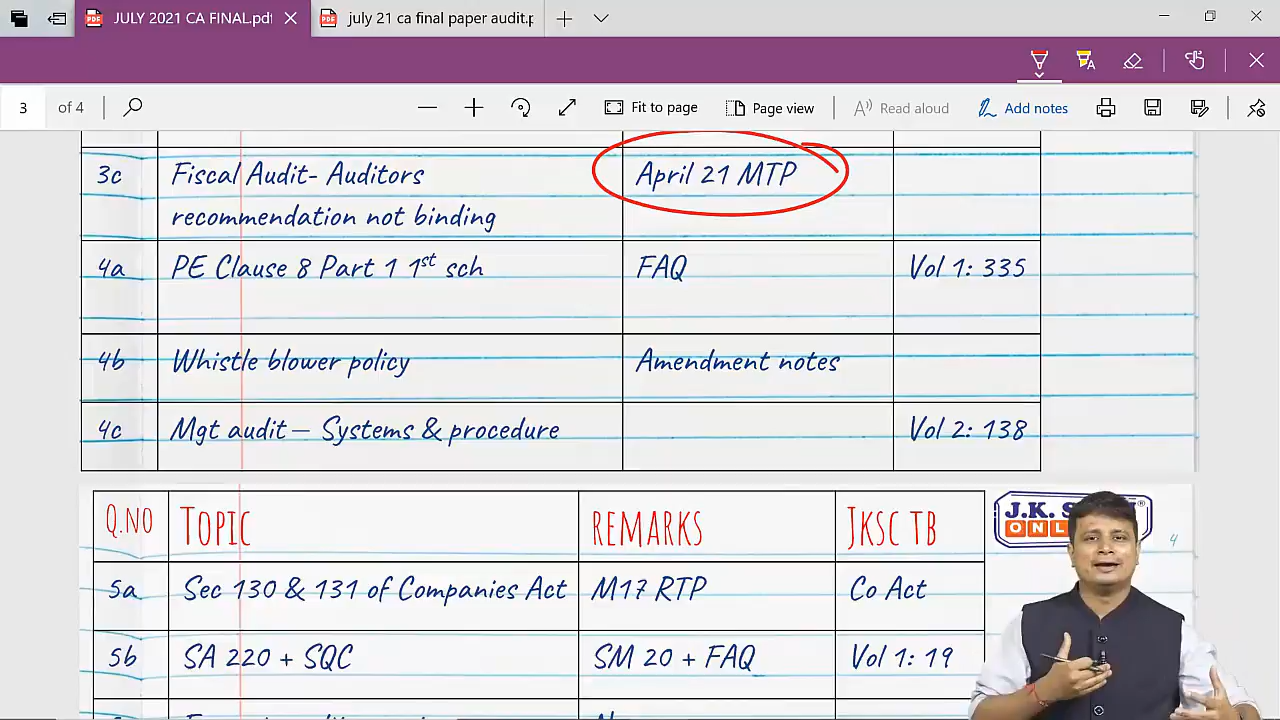 JULY 2021 CA FINAL.pdf
july 21 ca final paper audit.p
3 of 4
Fit to page
Page view
Read aloud
Add notes
3c Fiscal Audit- Auditors April 21 MTP
recommendation not binding
4a PE Clause 8 Part 1 1st sch FAQ Vol 1: 335
4b Whistle blower policy Amendment notes
4c Mgt audit— Systems & procedure Vol 2: 138
Q.NO TOPIC REMARKS JKSC TB
J.K. S
ONL
4
5a Sec 130 & 131 of Companies Act M17 RTP Co Act
5b SA 220 + SQC SM 20 + FAQ Vol 1: 19